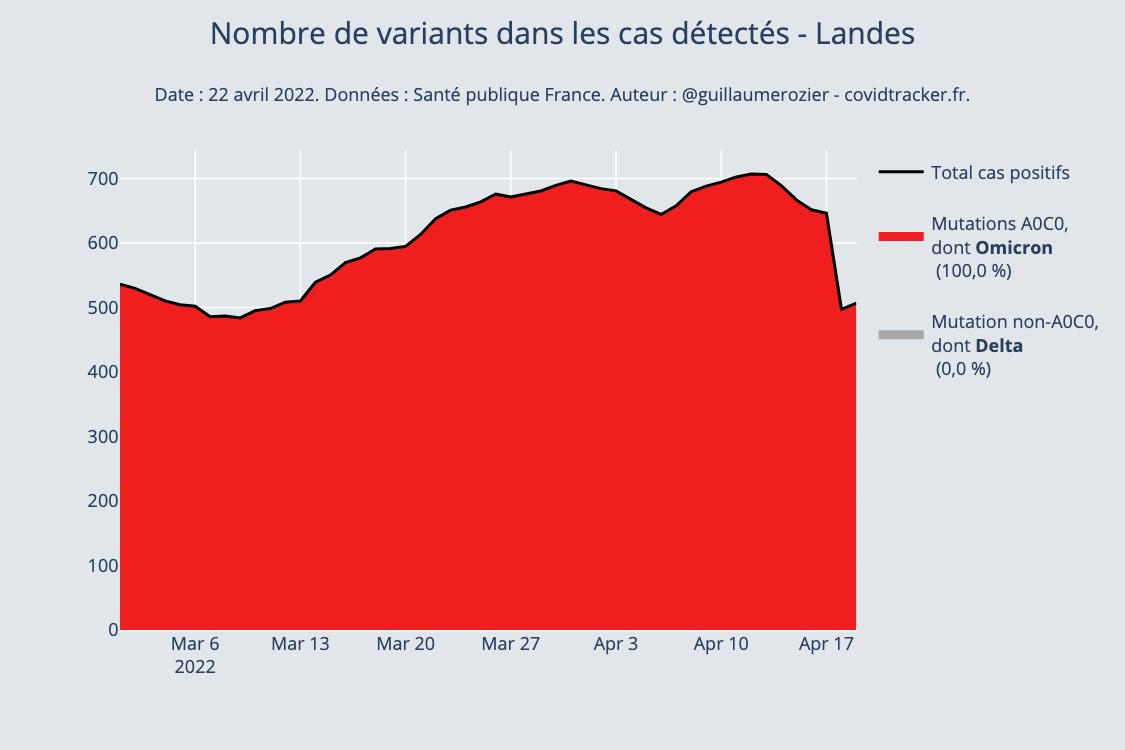 Nombre de variants dans les cas détectés - Landes
Date : 22 avril 2022. Données : Santé publique France. Auteur : @guillaumerozier - covidtracker.fr.
700
600
500
400
300
200
100
0
Mar 6
2022
Mar 13
Mar 20
Mar 27
Apr 3
Apr 10
Apr 17
Total cas positifs
Mutations A0C0,
dont Omicron
(100,0 %)
Mutation non-A0C0,
dont Delta
(0,0 %)